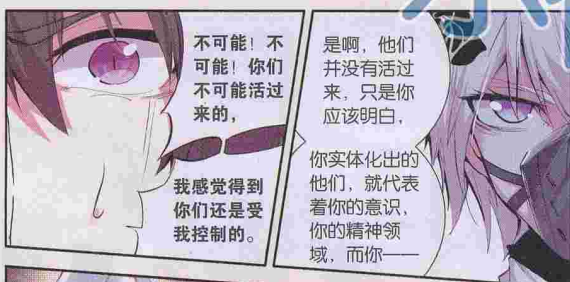 不可能！不
可能！你们
不可能活过
来的，
我感觉得到
你们还是受
我控制的。
是啊，他们
并没有活过
来，只是你
应该明白，
你实体化出的
他们，就代表
着你的意识，
你的精神领
域，而你——